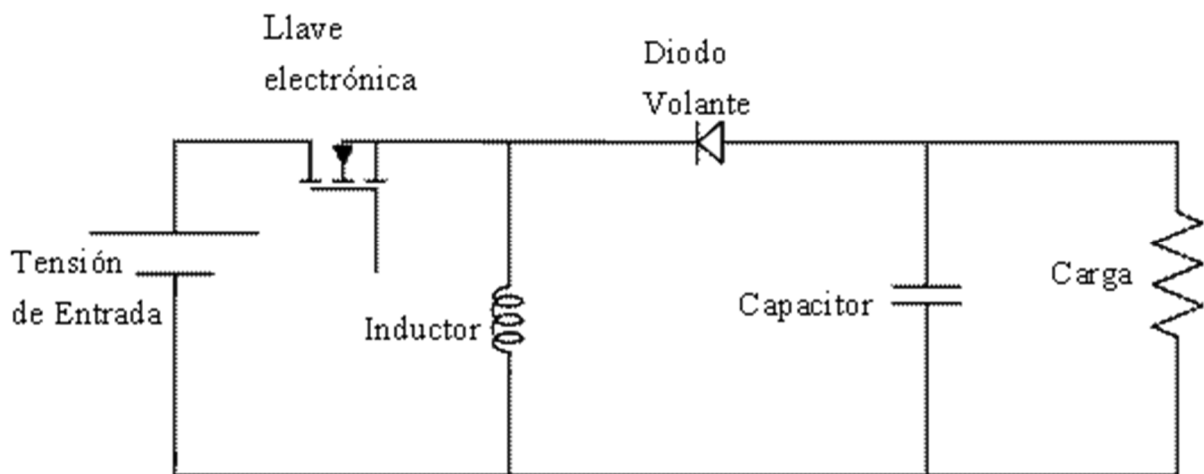 Llave
electrónica
Diodo
Volante
Tensión
de Entrada
Inductor
Capacitor
Carga